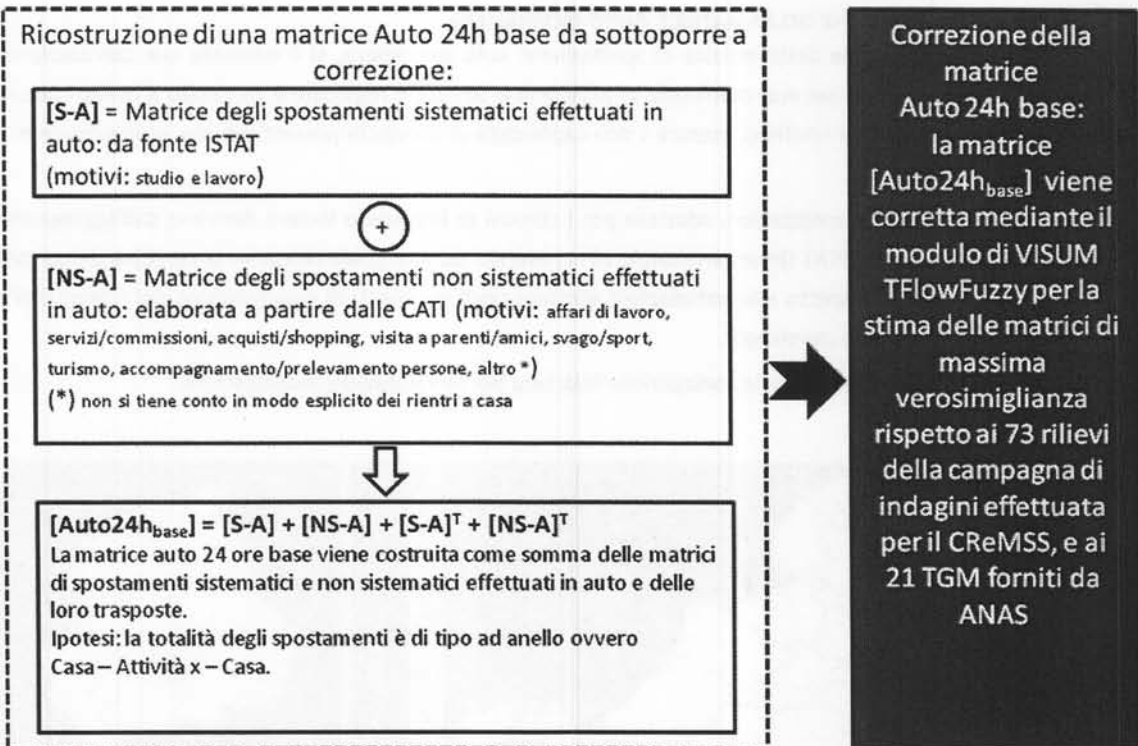 Ricostruzione di una matrice Auto 24h base da sottoporre a
correzione:
[S-A] = Matrice degli spostamenti sistematici effettuati in
auto: da fonte ISTAT
(motivi: studio e lavoro)
+
[NS-A] = Matrice degli spostamenti non sistematici effettuati
in auto: elaborata a partire dalle CATI (motivi: affari di lavoro,
servizi/commissioni, acquisti/shopping, visita a parenti/amici, svago/sport,
turismo, accompagnamento/prelevamento persone, altro *)
(*) non si tiene conto in modo esplicito dei rientri a casa
[Auto24hbase] = [S-A] + [NS-A] + [S-A]T + [NS-A]T
La matrice auto 24 ore base viene costruita come somma delle matrici
di spostamenti sistematici e non sistematici effettuati in auto e delle
loro trasposte.
Ipotesi: la totalità degli spostamenti è di tipo ad anello ovvero
Casa – Attività x – Casa.
Correzione della
matrice
Auto 24h base:
la matrice
[Auto24hbase] viene
corretta mediante il
modulo di VISUM
TFlowFuzzy per la
stima delle matrici di
massima
verosimiglianza
rispetto ai 73 rilievi
della campagna di
indagini effettuata
per il CReMSS, e ai
21 TGM forniti da
ANAS